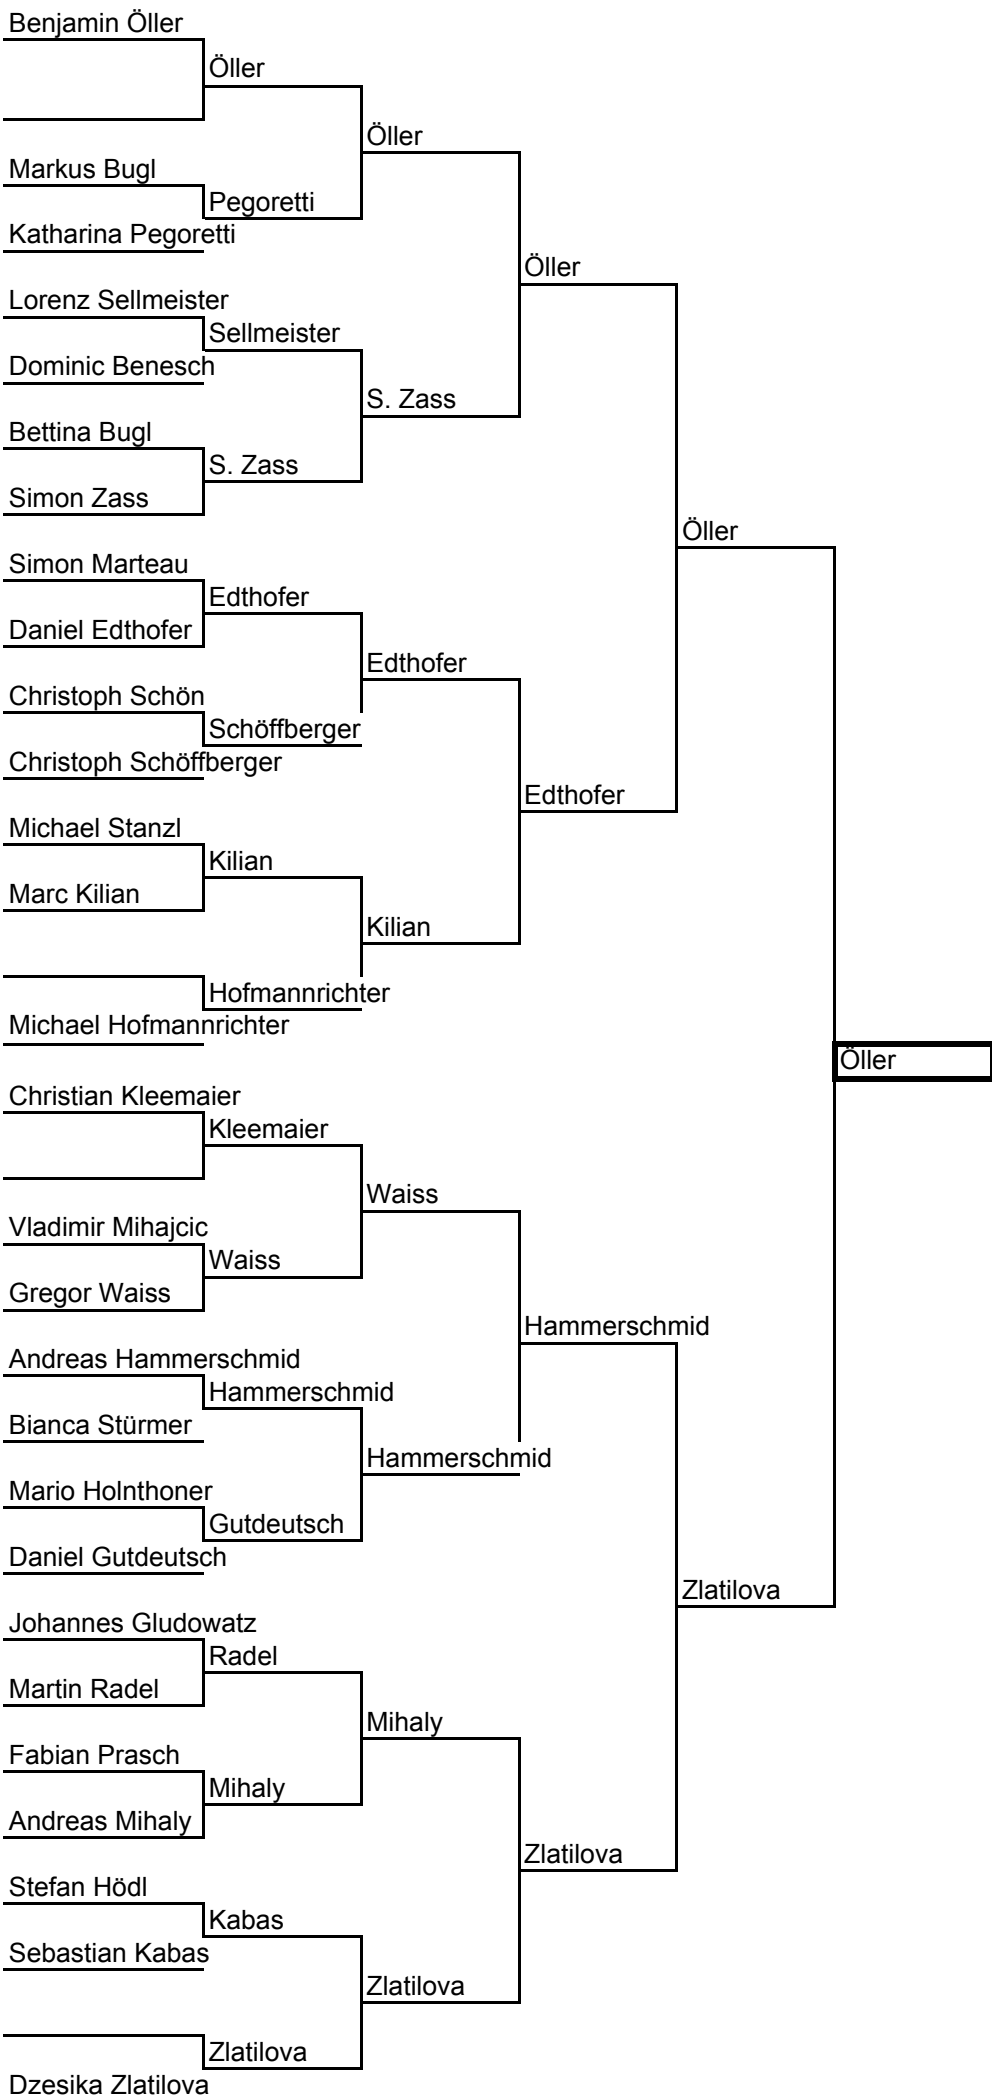 Benjamin Öller
Öller
Öller
Markus Bugl
Pegoretti
Katharina Pegoretti
Öller
Lorenz Sellmeister
Sellmeister
Dominic Benesch
S. Zass
Bettina Bugl
S. Zass
Simon Zass
Öller
Simon Marteau
Edthofer
Daniel Edthofer
Edthofer
Christoph Schön
Schöffberger
Christoph Schöffberger
Edthofer
Michael Stanzl
Kilian
Marc Kilian
Kilian
Hofmannrichter
Michael Hofmannrichter
Öller
Christian Kleemaier
Kleemaier
Waiss
Vladimir Mihajcic
Waiss
Gregor Waiss
Hammerschmid
Andreas Hammerschmid
Hammerschmid
Bianca Stürmer
Hammerschmid
Mario Holnthoner
Gutdeutsch
Daniel Gutdeutsch
Zlatilova
Johannes Gludowatz
Radel
Martin Radel
Mihaly
Fabian Prasch
Mihaly
Andreas Mihaly
Zlatilova
Stefan Hödl
Kabas
Sebastian Kabas
Zlatilova
Zlatilova
Dzesika Zlatilova